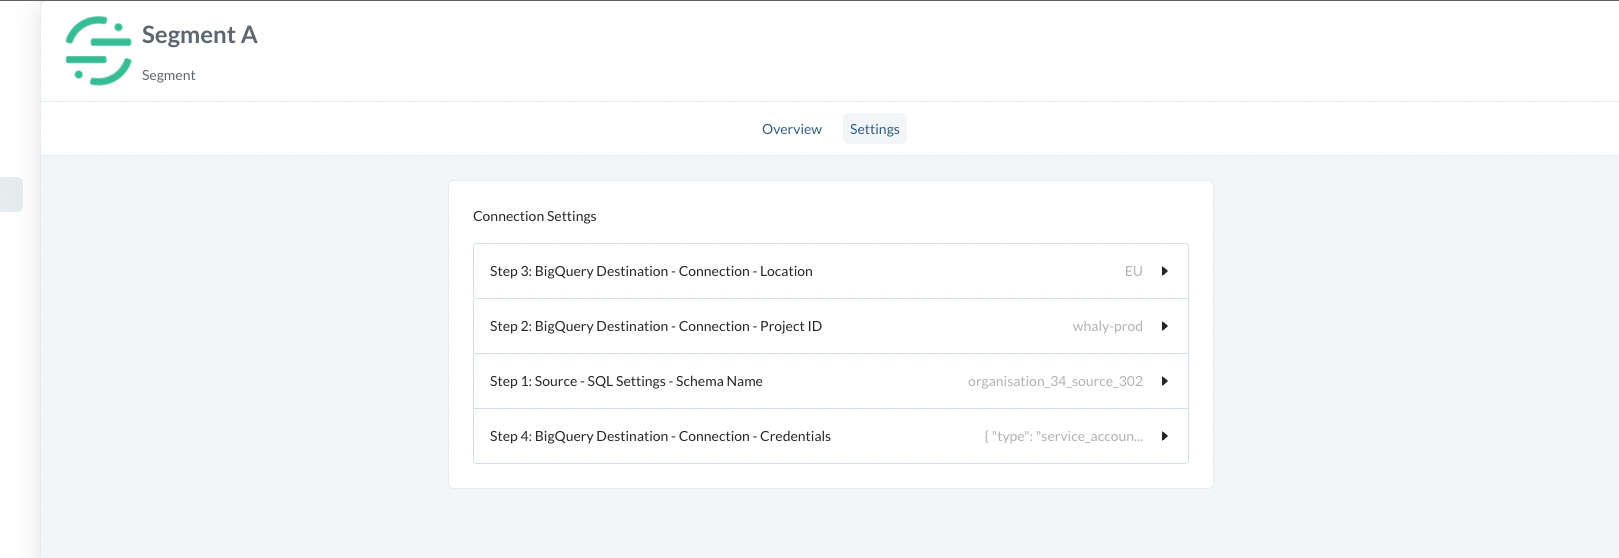 Segment A
Segment
Overview Settings
Connection Settings
Step 3: BigQuery Destination - Connection - Location EU
Step 2: BigQuery Destination - Connection - Project ID whaly-prod
Step 1: Source - SQL Settings - Schema Name organisation_34_source_302
Step 4: BigQuery Destination - Connection - Credentials { "type": "service_accoun...